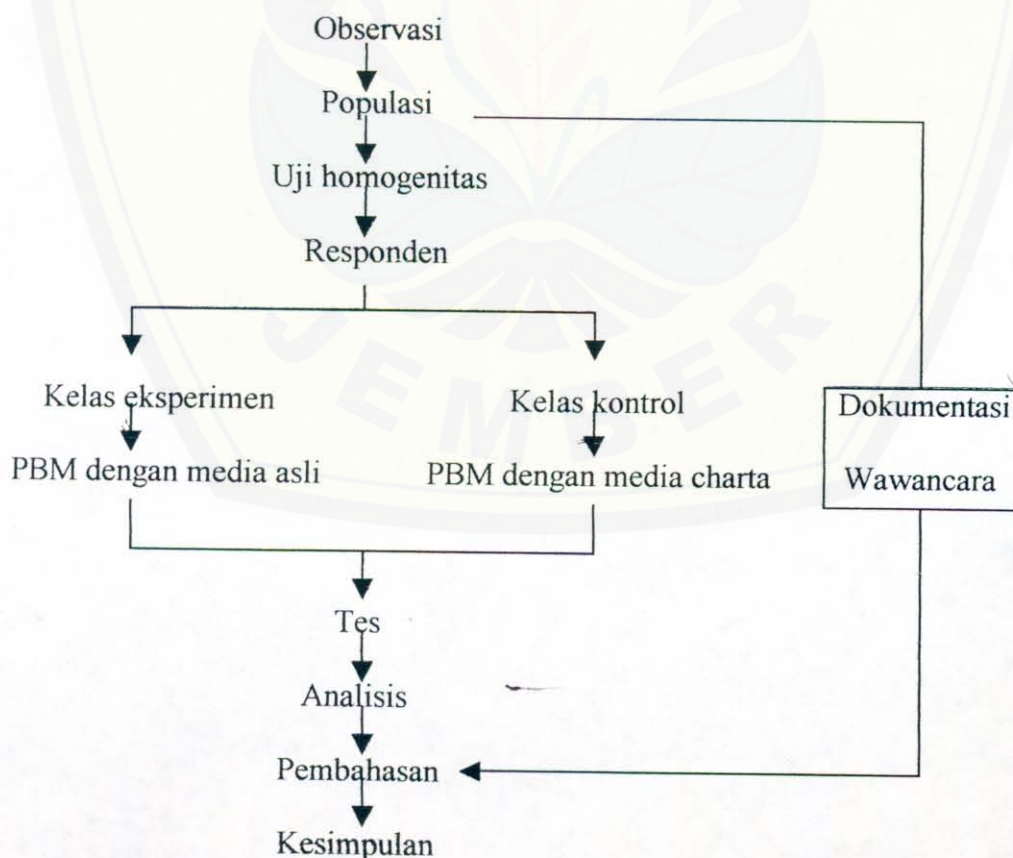 Observasi
Populasi
Uji homogenitas
Responden
Kelas eksperimen
Kelas kontrol
PBM dengan media asli
PBM dengan media charta
Dokumentasi
Wawancara
Tes
Analisis
Pembahasan
Kesimpulan
JEMBER